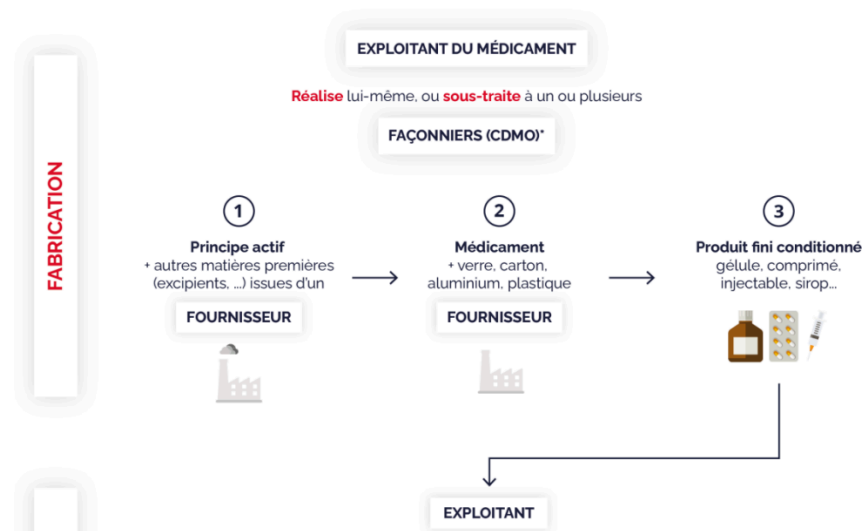 EXPLOITANT DU MÉDICAMENT
Réalise lui-même, ou sous-traite à un ou plusieurs
FAÇONNIERS (CDMO)*
FABRICATION
1
Principe actif
+ autres matières premières
(excipients, ...) issues d'un
FOURNISSEUR
2
Médicament
+ verre, carton,
aluminium, plastique
FOURNISSEUR
3
Produit fini conditionné
gélule, comprimé,
injectable, sirop...
EXPLOITANT